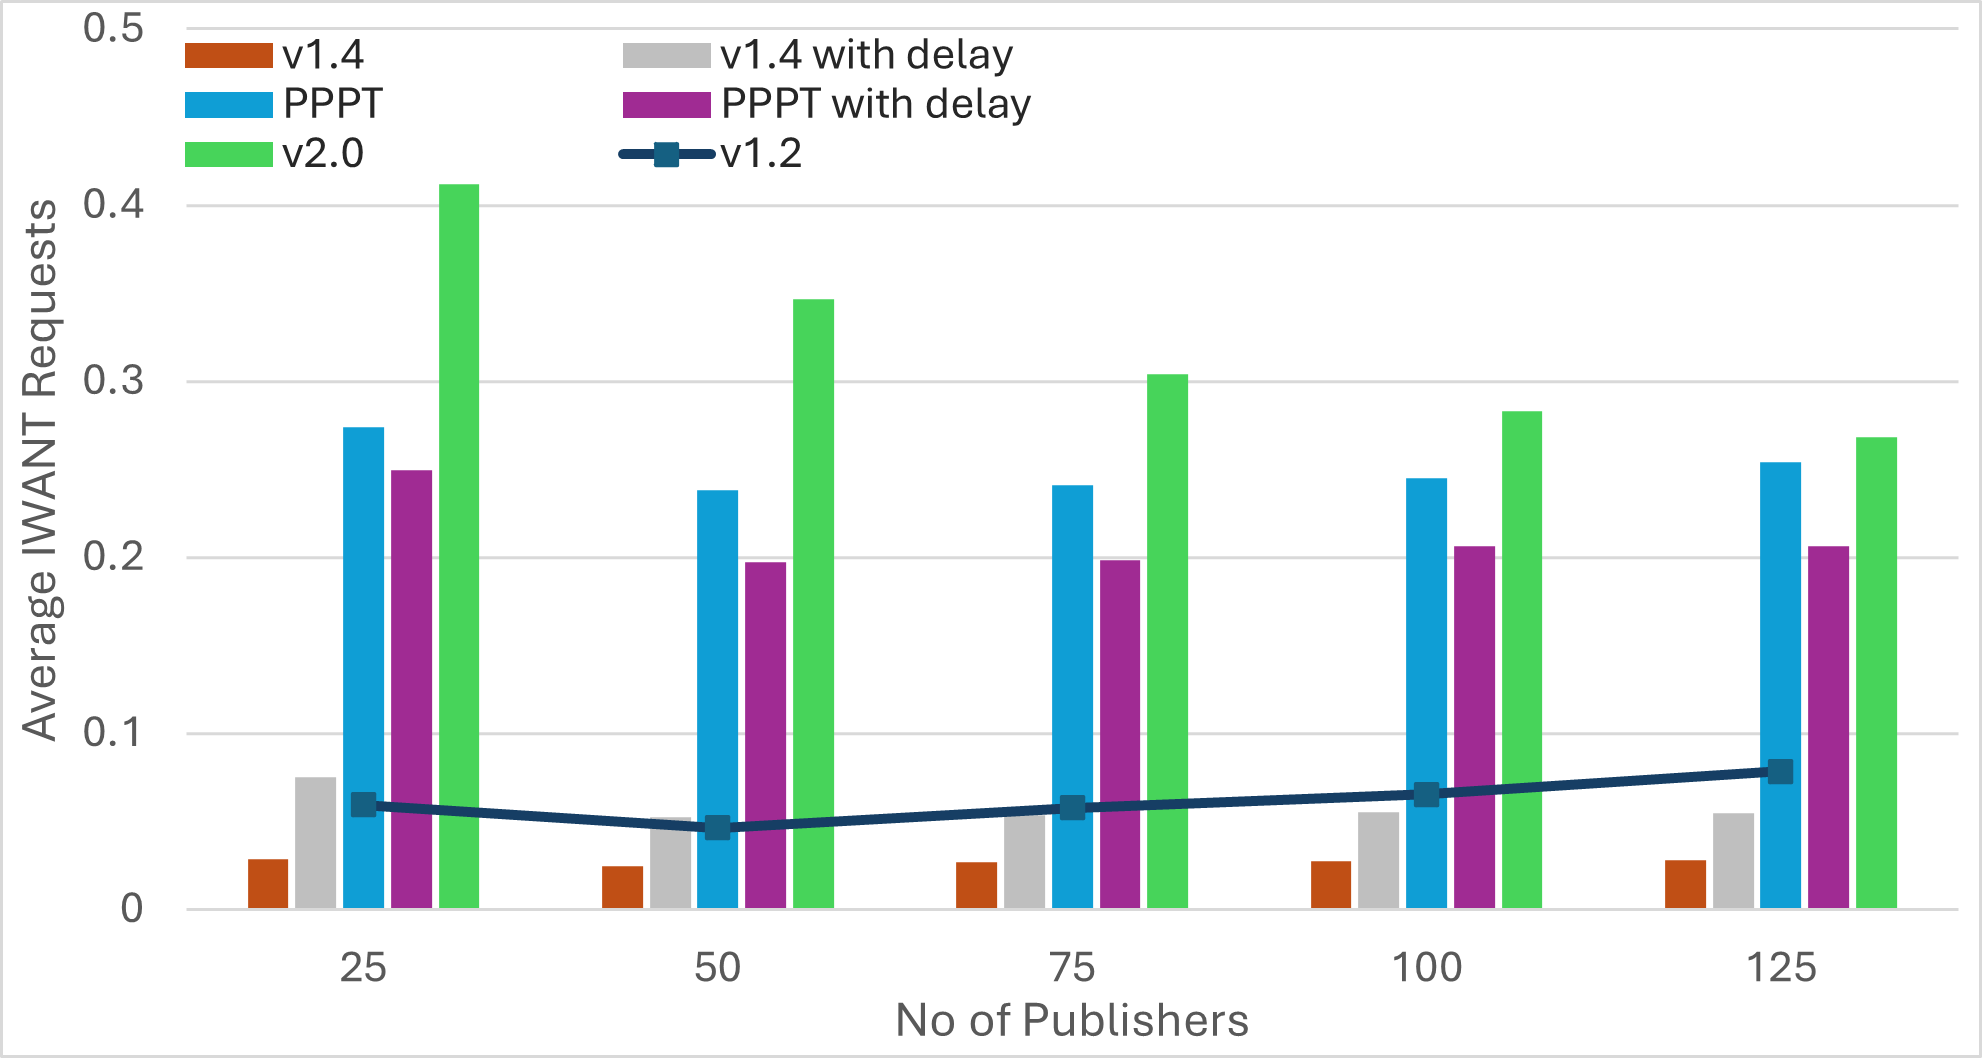 0.5
v1.4
v1.4 with delay
PPPT
PPPT with delay
v2.0
v1.2
0.4
0.3
0.2
0.1
0
Average IWANT Requests
25
50
75
100
125
No of Publishers